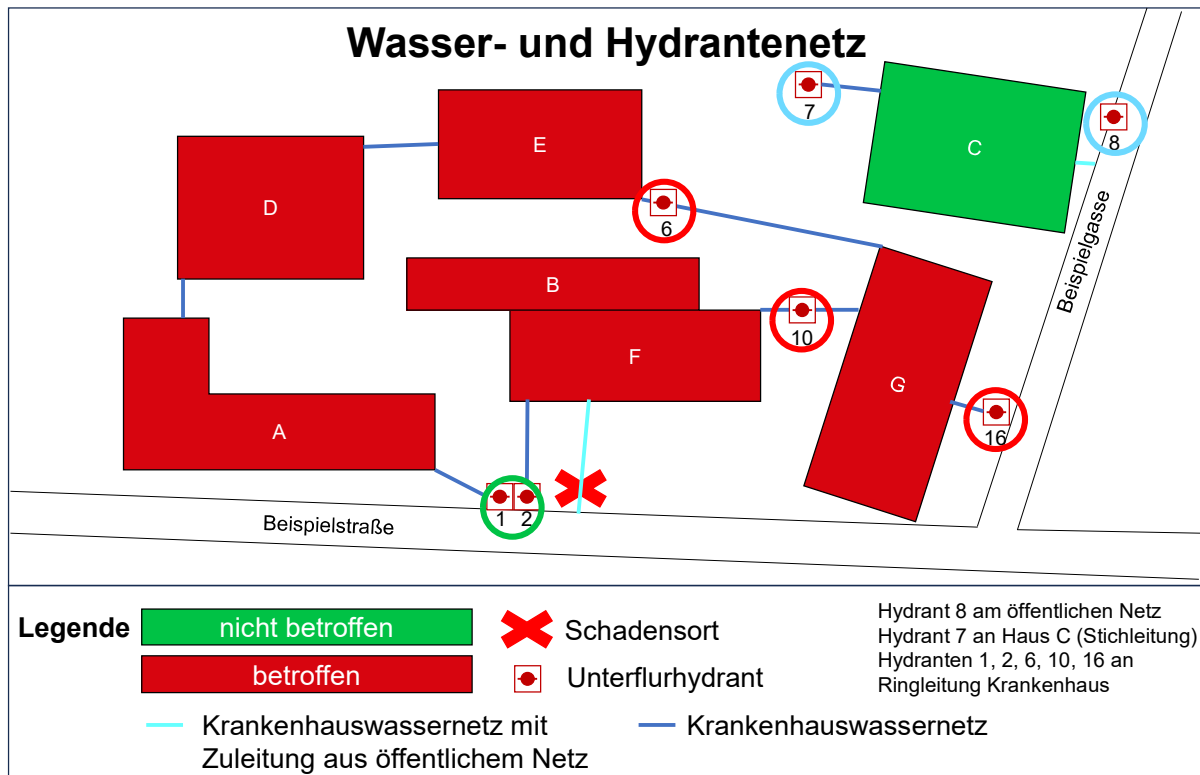 Wasser- und Hydrantenetz
7
8
C
E
D
6
B
10
F
G
A
16
1
2
Beispielgasse
Beispielstraße
Legende
nicht betroffen
betroffen
Schadensort
Unterflurhydrant
Hydrant 8 am öffentlichen Netz
Hydrant 7 an Haus C (Stichleitung)
Hydranten 1, 2, 6, 10, 16 an
Ringleitung Krankenhaus
Krankenhauswassernetz mit
Zuleitung aus öffentlichem Netz
Krankenhauswassernetz